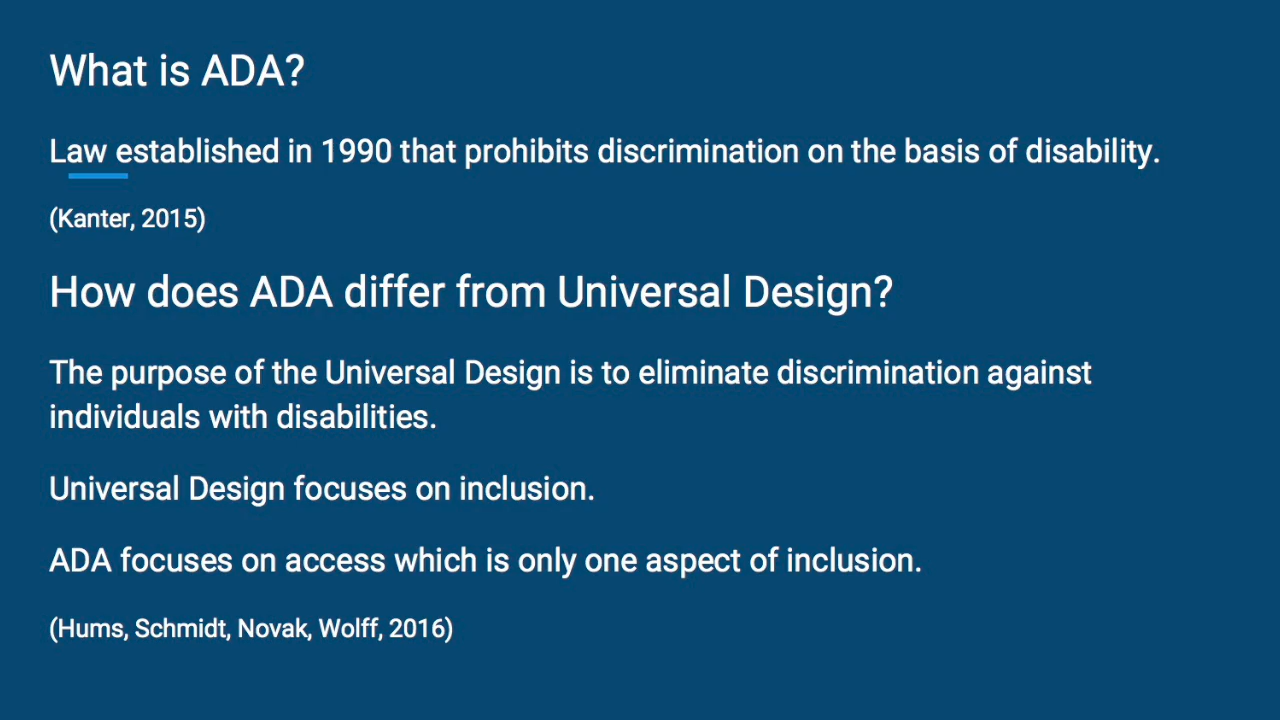 What is ADA?
Law established in 1990 that prohibits discrimination on the basis of disability.
(Kanter, 2015)
How does ADA differ from Universal Design?
The purpose of the Universal Design is to eliminate discrimination against
individuals with disabilities.
Universal Design focuses on inclusion.
ADA focuses on access which is only one aspect of inclusion.
(Hums, Schmidt, Novak, Wolff, 2016)